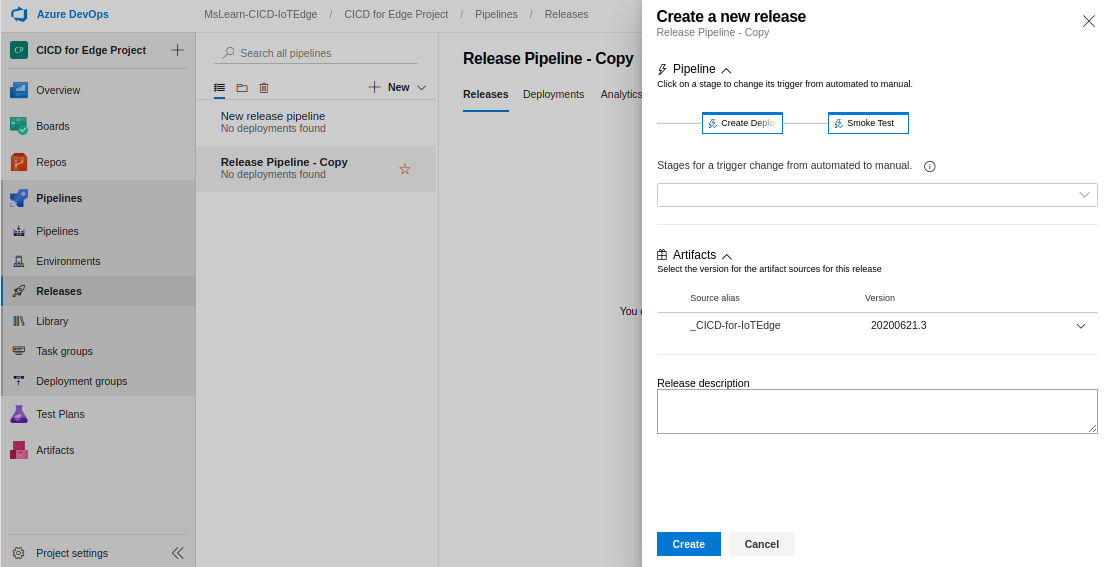 Azure DevOps
MsLearn-CICD-IoTEdge / CICD for Edge Project / Pipelines / Releases
CP CICD for Edge Project
Overview
Boards
Repos
Pipelines
Pipelines
Environments
Releases
Library
Task groups
Deployment groups
Test Plans
Artifacts
Project settings
Search all pipelines
New
New release pipeline
No deployments found
Release Pipeline - Copy
No deployments found
Release Pipeline - Copy
Releases Deployments Analytics
You
Create a new release
Release Pipeline - Copy
Pipeline
Click on a stage to change its trigger from automated to manual.
Create Deplo
Smoke Test
Stages for a trigger change from automated to manual.
Artifacts
Select the version for the artifact sources for this release
Source alias Version
_CICD-for-IoTEdge 20200621.3
Release description
Create Cancel